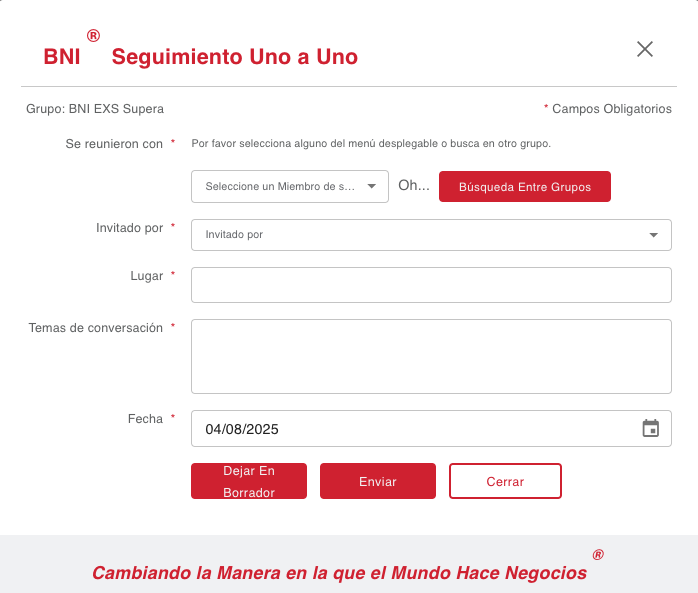 BNI ® Seguimiento Uno a Uno
Grupo: BNI EXS Supera
* Campos Obligatorios
Se reunieron con *
Por favor selecciona alguno del menú desplegable o busca en otro grupo.
Seleccione un Miembro de s...
Oh...
Búsqueda Entre Grupos
Invitado por *
Invitado por
Lugar *
Temas de conversación *
Fecha *
04/08/2025
Dejar En
Borrador
Enviar
Cerrar
Cambiando la Manera en la que el Mundo Hace Negocios ®